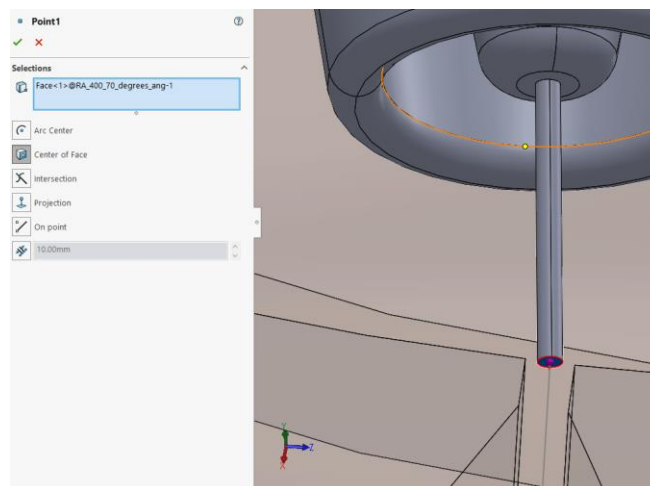 Point1
Selections
Face<1>@RA_400_70_degrees_ang-1
Arc Center
Center of Face
Intersection
Projection
On point
10.00mm
Y
Z
X